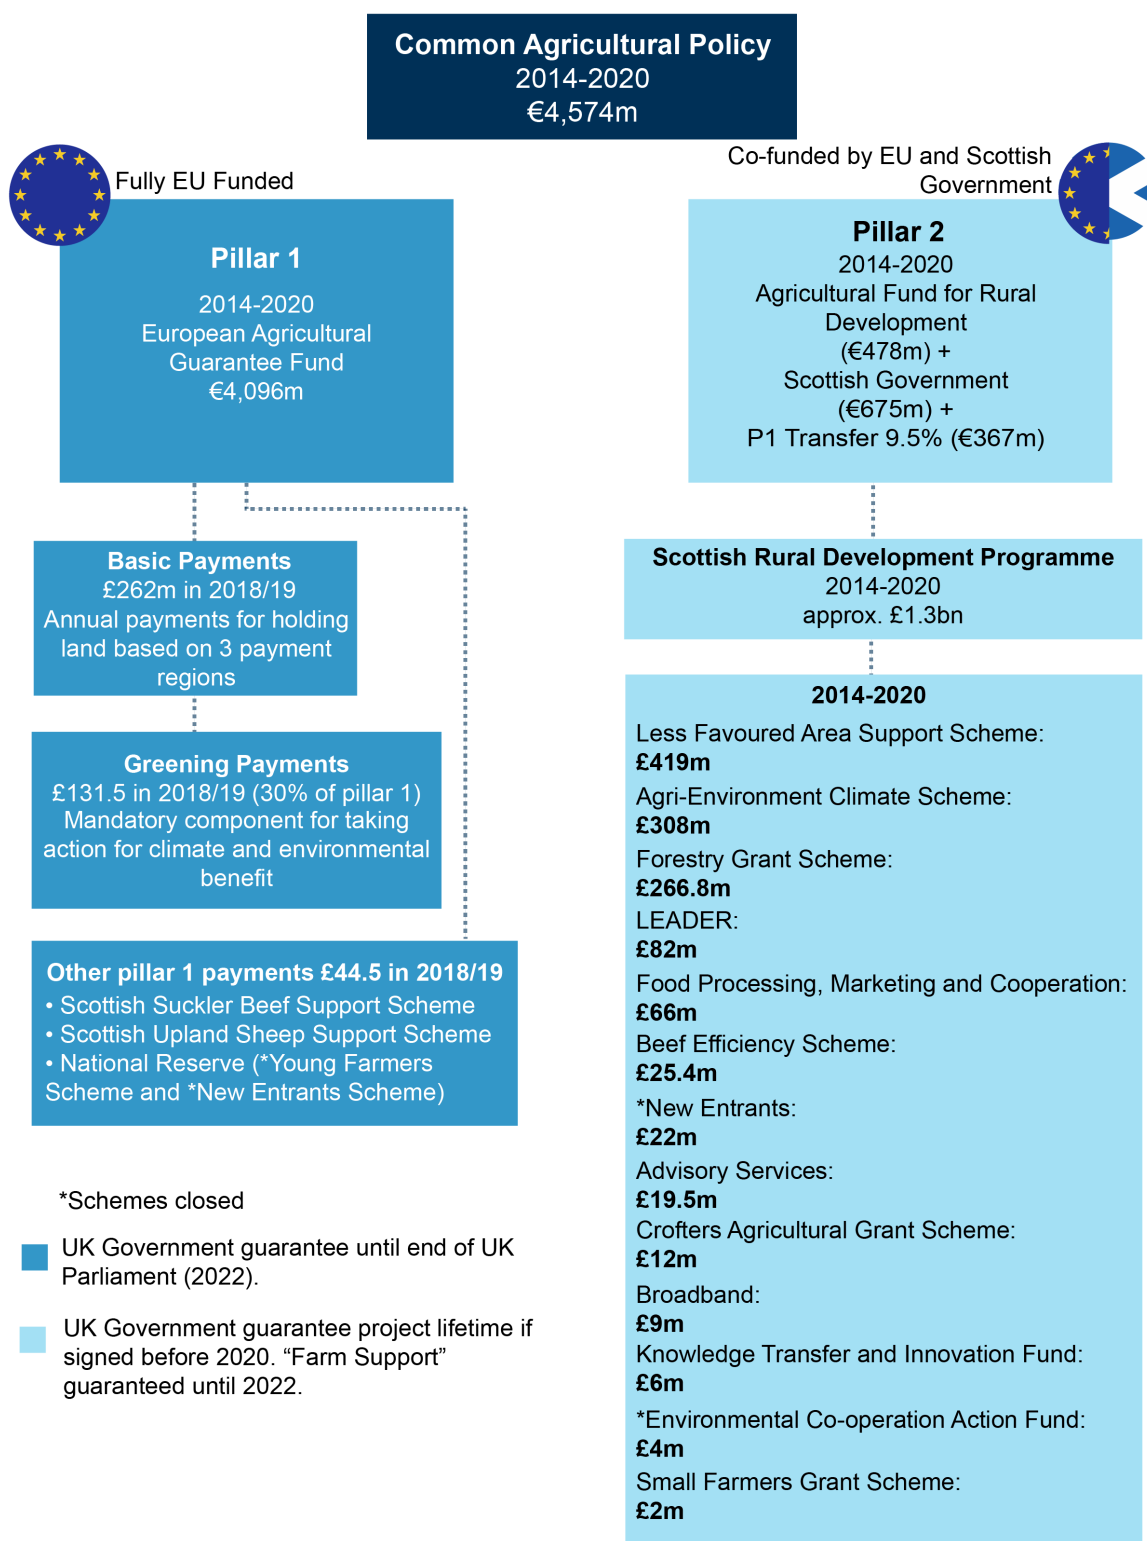 Common Agricultural Policy
2014-2020
€4,574m
Fully EU Funded
Pillar 1
2014-2020
European Agricultural
Guarantee Fund
€4,096m
Basic Payments
£262m in 2018/19
Annual payments for holding
land based on 3 payment
regions
Greening Payments
£131.5 in 2018/19 (30% of pillar 1)
Mandatory component for taking
action for climate and environmental
benefit
Other pillar 1 payments £44.5 in 2018/19
• Scottish Suckler Beef Support Scheme
• Scottish Upland Sheep Support Scheme
• National Reserve (*Young Farmers
Scheme and *New Entrants Scheme)
*Schemes closed
UK Government guarantee until end of UK
Parliament (2022).
UK Government guarantee project lifetime if
signed before 2020. “Farm Support”
guaranteed until 2022.
Co-funded by EU and Scottish
Government
Pillar 2
2014-2020
Agricultural Fund for Rural
Development
(€478m) +
Scottish Government
(€675m) +
P1 Transfer 9.5% (€367m)
Scottish Rural Development Programme
2014-2020
approx. £1.3bn
2014-2020
Less Favoured Area Support Scheme:
£419m
Agri-Environment Climate Scheme:
£308m
Forestry Grant Scheme:
£266.8m
LEADER:
£82m
Food Processing, Marketing and Cooperation:
£66m
Beef Efficiency Scheme:
£25.4m
*New Entrants:
£22m
Advisory Services:
£19.5m
Crofters Agricultural Grant Scheme:
£12m
Broadband:
£9m
Knowledge Transfer and Innovation Fund:
£6m
*Environmental Co-operation Action Fund:
£4m
Small Farmers Grant Scheme:
£2m